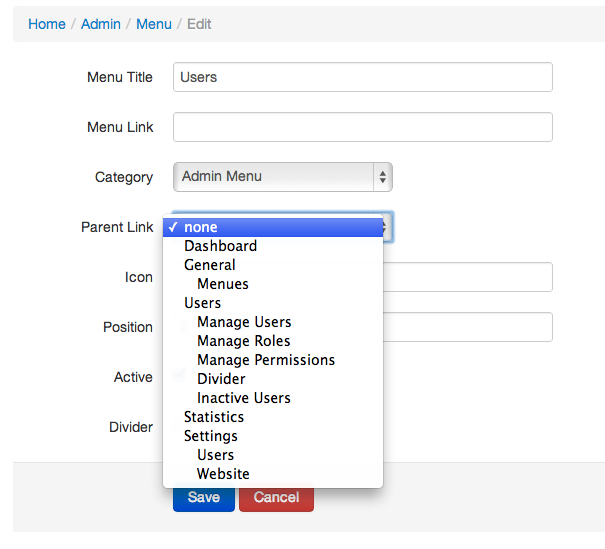 Home / Admin / Menu / Edit
Menu Title Users
Menu Link
Category Admin Menu
Parent Link ✓ none
Dashboard
General
Icon Menues
Users
Position Manage Users
Manage Roles
Manage Permissions
Active Divider
Inactive Users
Divider Statistics
Settings
Users
Website
Save Cancel